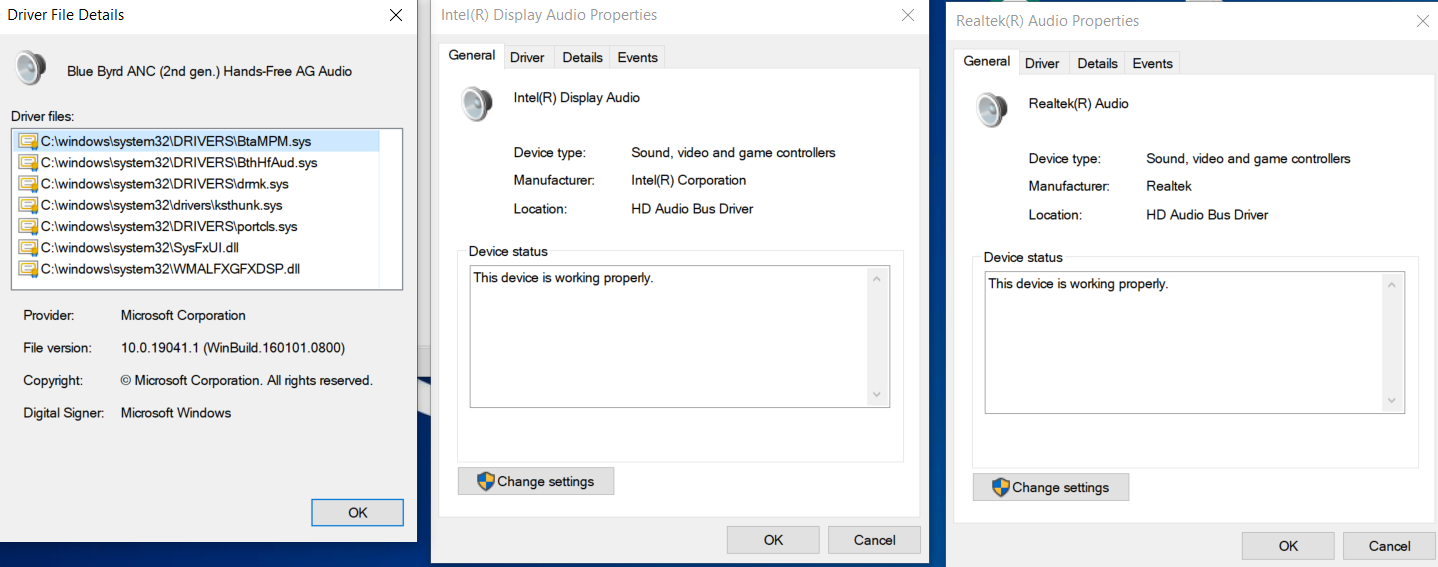 Driver File Details
Blue Byrd ANC (2nd gen.) Hands-Free AG Audio
Driver files:
C:\windows\system32\DRIVERS\BtaMPM.sys
C:\windows\system32\DRIVERS\BthHfAud.sys
C:\windows\system32\DRIVERS\drmk.sys
C:\windows\system32\drivers\ksthunk.sys
C:\windows\system32\DRIVERS\portcls.sys
C:\windows\system32\SysFxUI.dll
C:\windows\system32\WMALFXGFXDSP.dll
Provider: Microsoft Corporation
File version: 10.0.19041.1 (WinBuild.160101.0800)
Copyright: © Microsoft Corporation. All rights reserved.
Digital Signer: Microsoft Windows
OK
Intel(R) Display Audio Properties
General Driver Details Events
Intel(R) Display Audio
Device type: Sound, video and game controllers
Manufacturer: Intel(R) Corporation
Location: HD Audio Bus Driver
Device status
This device is working properly.
Change settings
OK Cancel
Realtek(R) Audio Properties
General Driver Details Events
Realtek(R) Audio
Device type: Sound, video and game controllers
Manufacturer: Realtek
Location: HD Audio Bus Driver
Device status
This device is working properly.
Change settings
OK Cancel